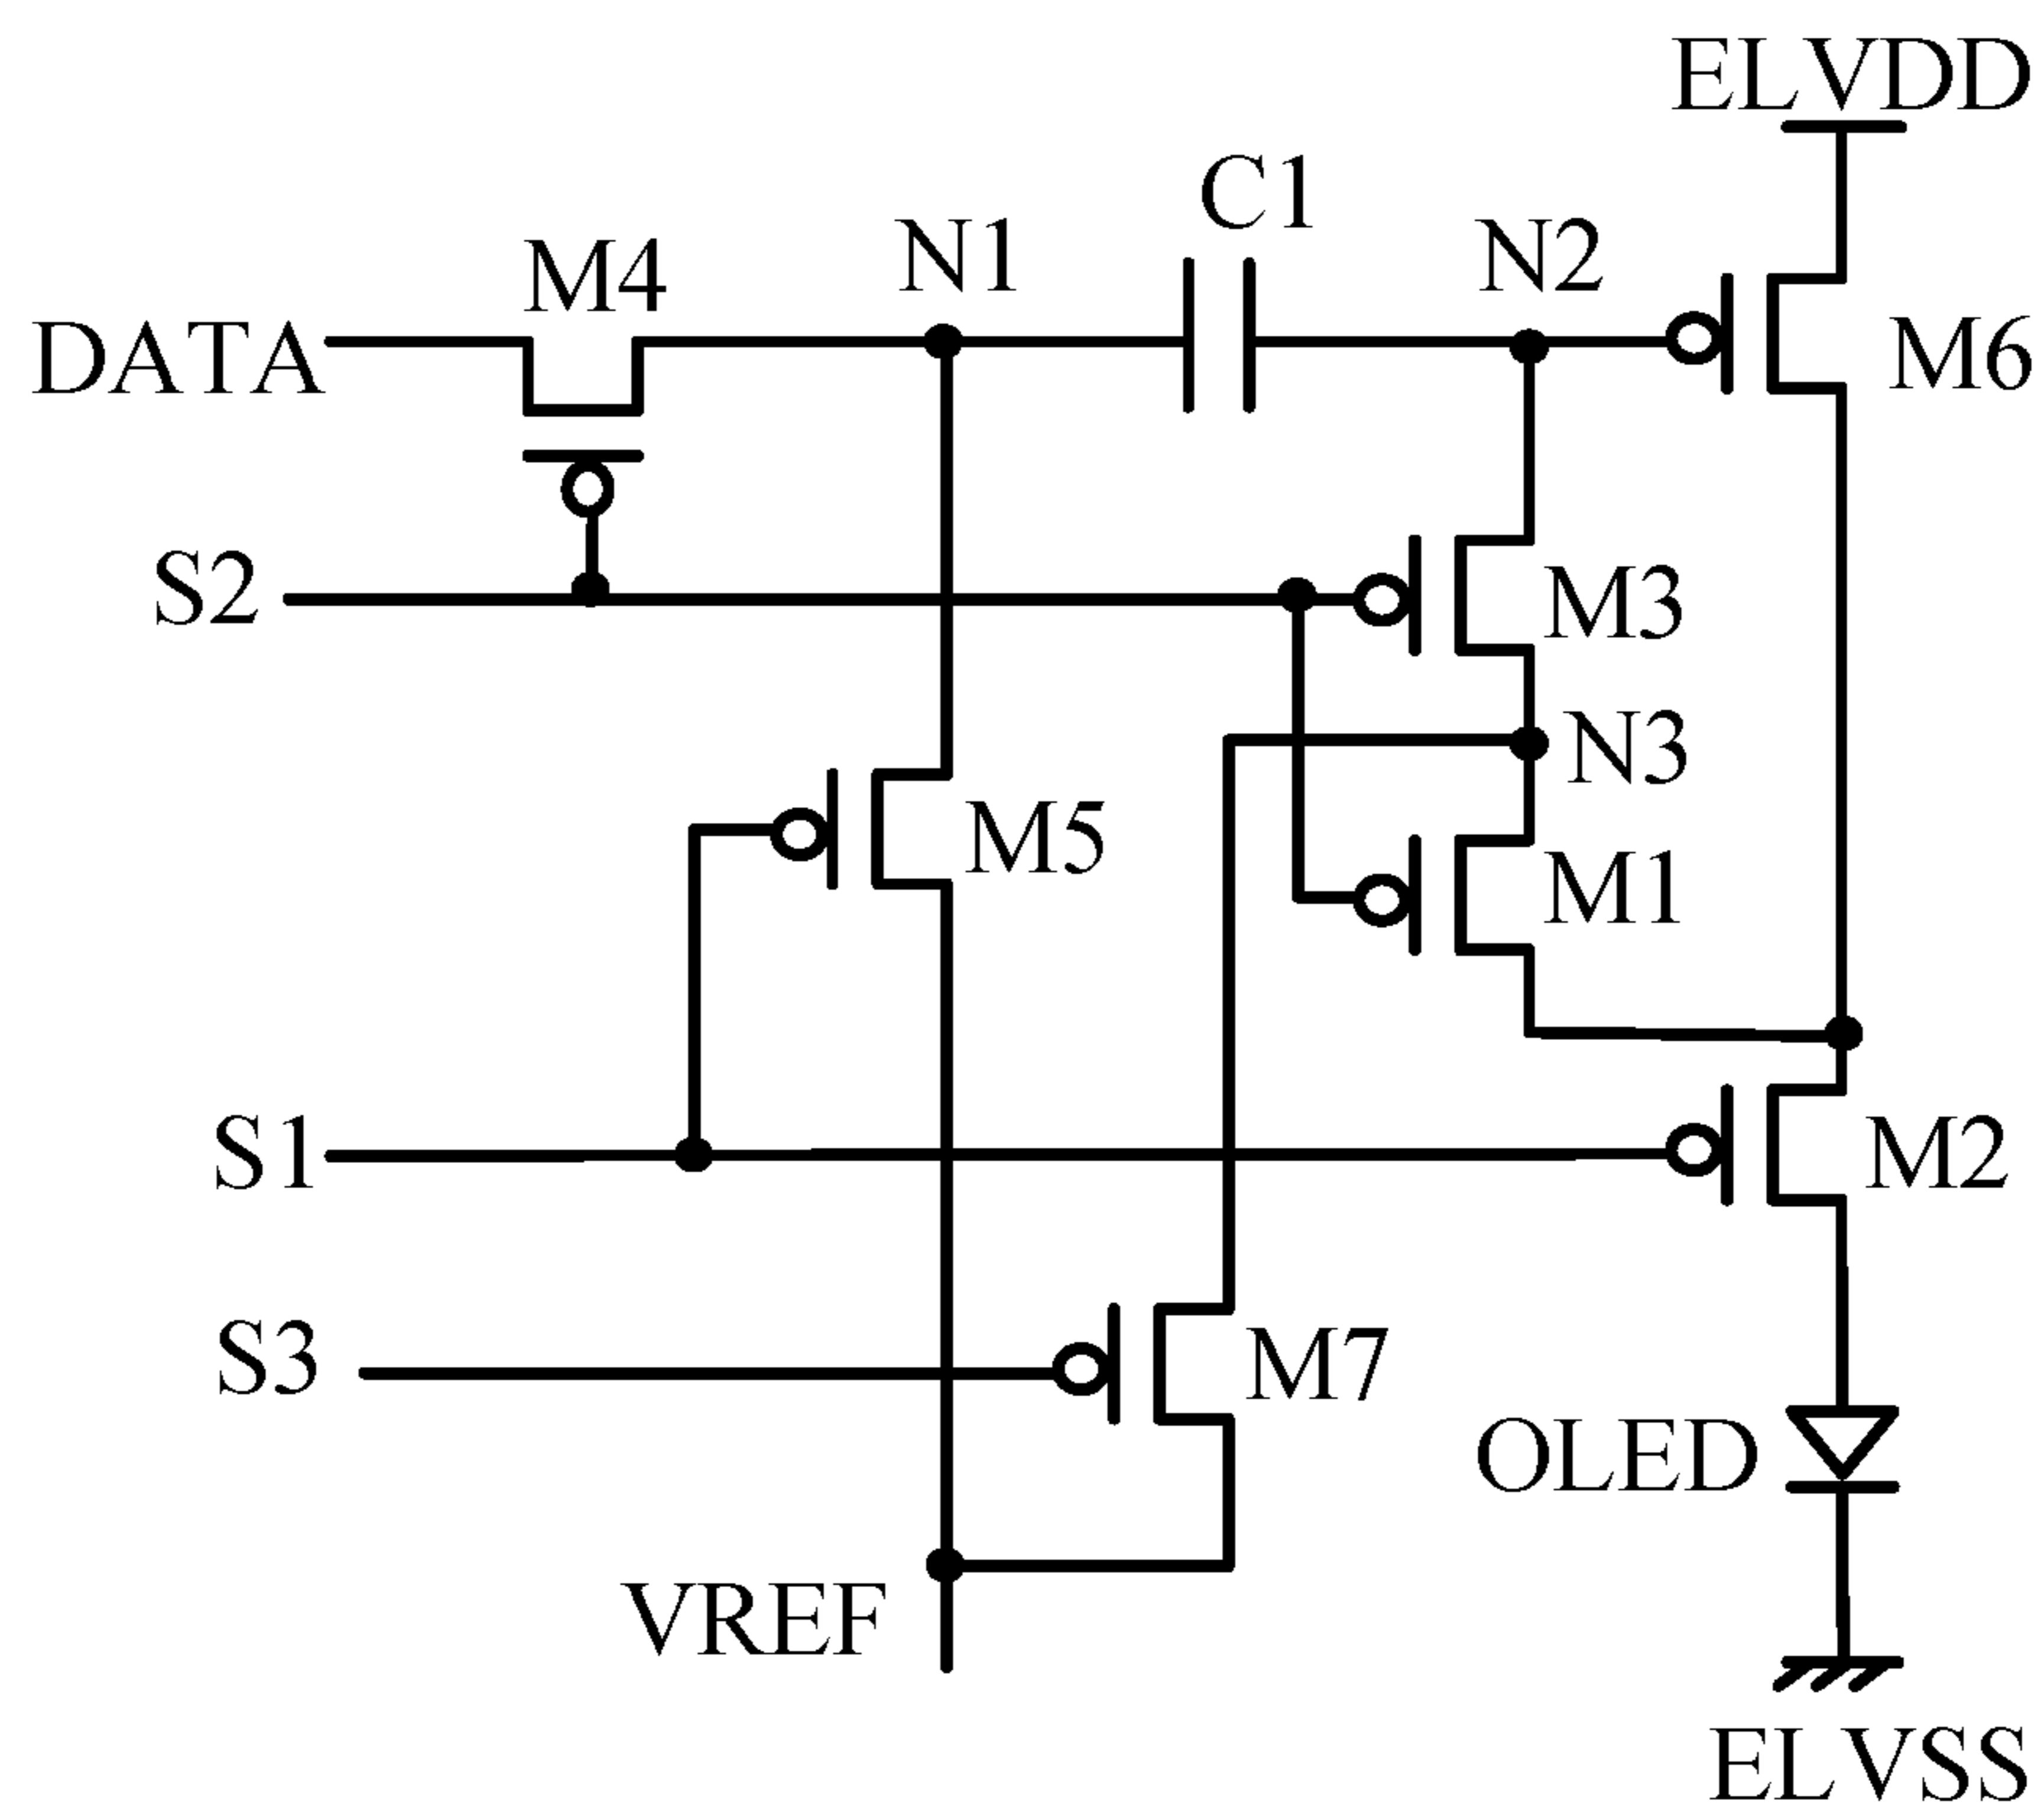 ELVDD
C1
N1
N2
M4
DATA
M6
S2
M3
N3
M5
M1
S1
M2
S3
M7
OLED
VREF
ELVSS